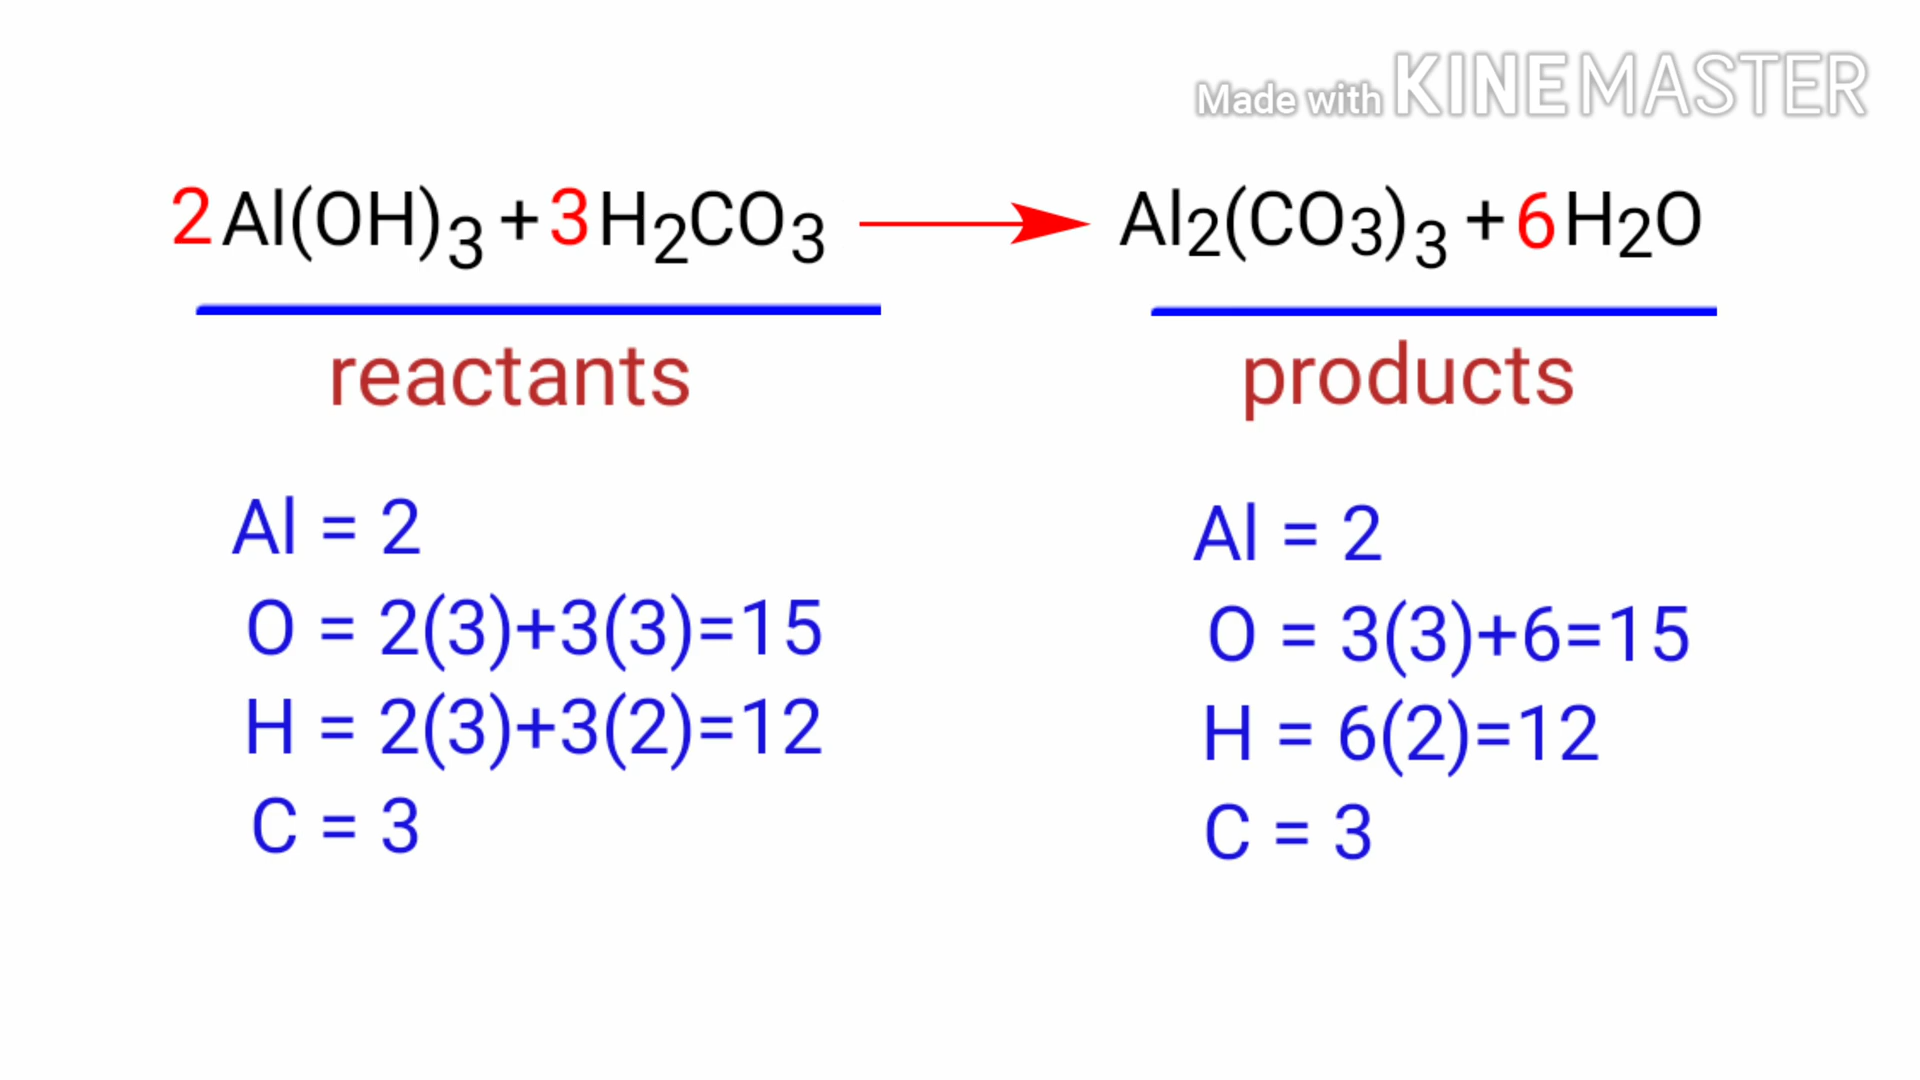 Made with KINEMASTER
2Al(OH)3 + 3H2CO3 → Al2(CO3)3 + 6H2O
reactants
products
Al = 2
O = 2(3)+3(3)=15
H = 2(3)+3(2)=12
C = 3
Al = 2
O = 3(3)+6=15
H = 6(2)=12
C = 3